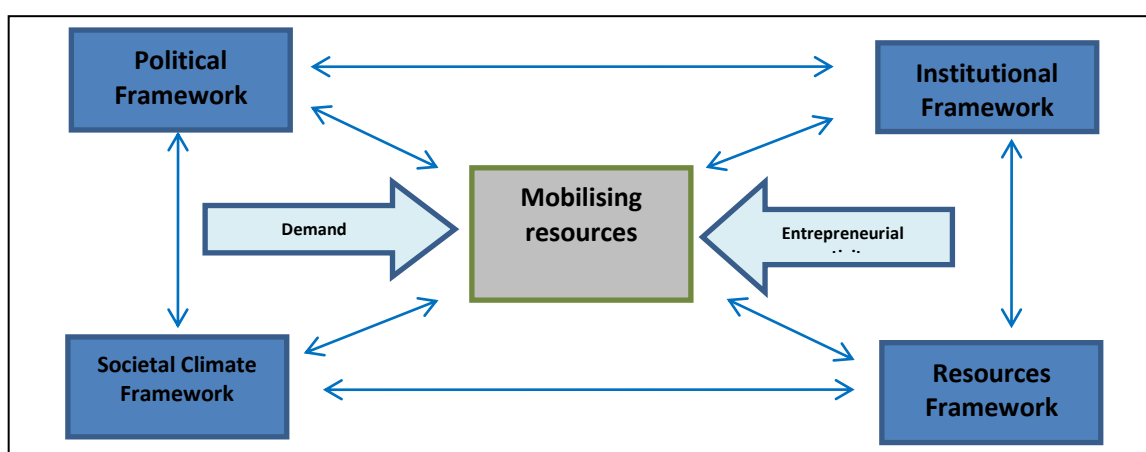 Political
Framework
Institutional
Framework
Mobilising
resources
Demand
Entrepreneurial
Societal Climate
Framework
Resources
Framework